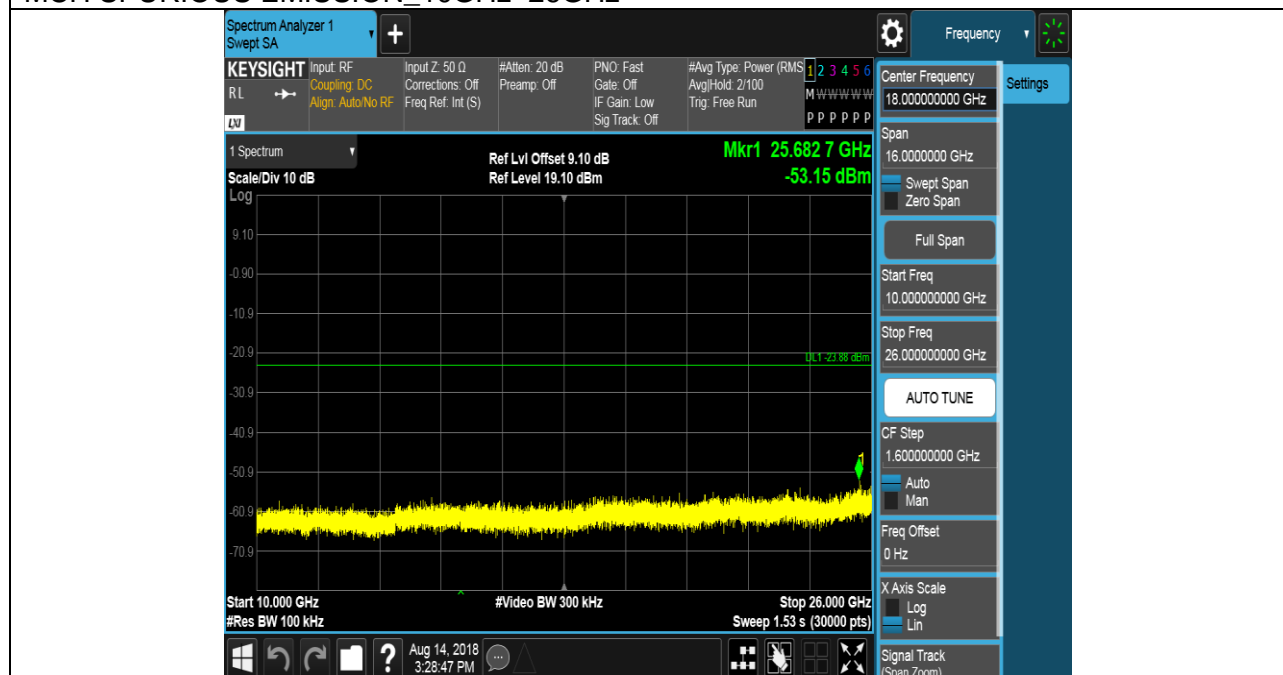 Spectrum Analyzer 1
Swept SA
Frequency
KEYSIGHT
RL
LXI
Input: RF
Coupling: DC
Align: Auto/No RF
Input Z: 50 Ω
Corrections: Off
Freq Ref: Int (S)
#Atten: 20 dB
Preamp: Off
PNO: Fast
Gate: Off
IF Gain: Low
Sig Track: Off
#Avg Type: Power (RMS
Avg|Hold: 2/100
Trig: Free Run
1 2 3 4 5 6
M W W W W W
P P P P P P
1 Spectrum
Scale/Div 10 dB
Ref Lvl Offset 9.10 dB
Ref Level 19.10 dBm
Mkr1 25.682 7 GHz
-53.15 dBm
Log
9.10
-0.90
-10.9
-20.9
DL1 -23.88 dBm
-30.9
-40.9
-50.9
1
-60.9
-70.9
Start 10.000 GHz
#Video BW 300 kHz
Stop 26.000 GHz
#Res BW 100 kHz
Sweep 1.53 s (30000 pts)
?
Aug 14, 2018
3:28:47 PM
Center Frequency
18.000000000 GHz
Settings
Span
16.0000000 GHz
Swept Span
Zero Span
Full Span
Start Freq
10.000000000 GHz
Stop Freq
26.000000000 GHz
AUTO TUNE
CF Step
1.600000000 GHz
Auto
Man
Freq Offset
0 Hz
X Axis Scale
Log
Lin
Signal Track
(Span Zoom)